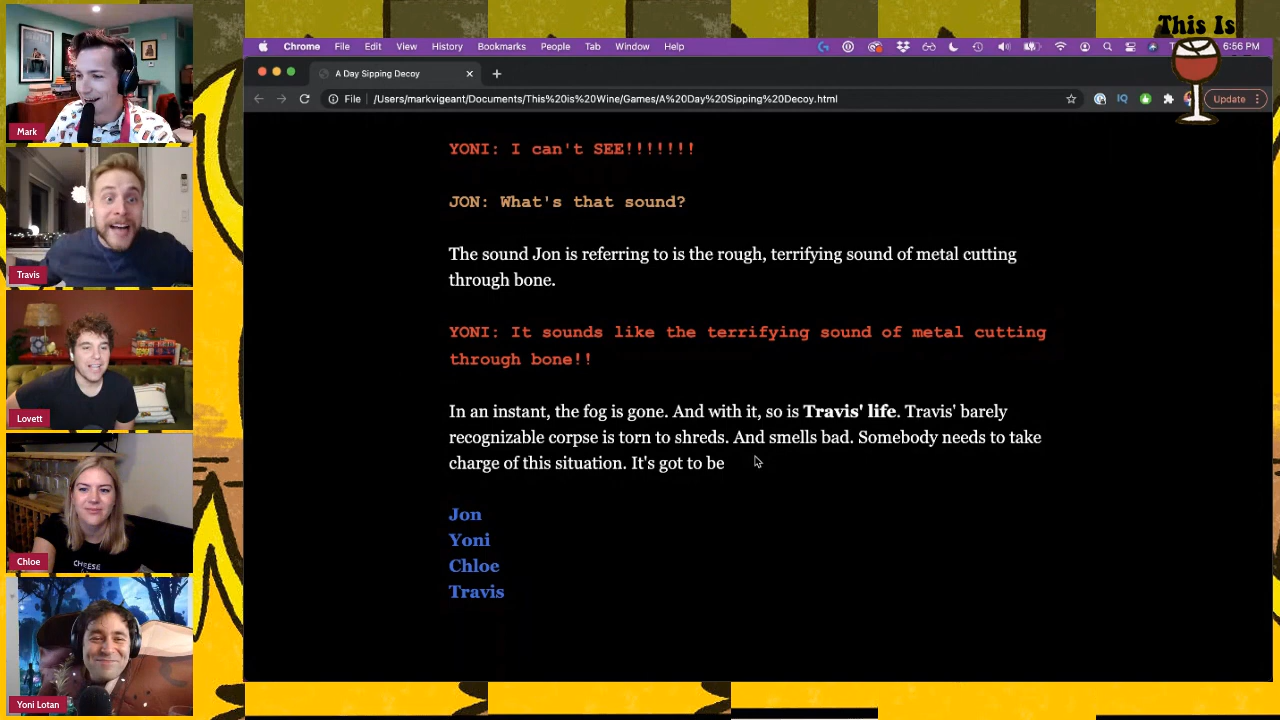 This Is
Chrome File Edit View History Bookmarks People Tab Window Help
6:56 PM
A Day Sipping Decoy
File /Users/markvigeant/Documents/This%20is%20Wine/Games/A%20Day%20Sipping%20Decoy.html
IQ
Update
YONI: I can't SEE!!!!!!!
JON: What's that sound?
The sound Jon is referring to is the rough, terrifying sound of metal cutting
through bone.
YONI: It sounds like the terrifying sound of metal cutting
through bone!!
In an instant, the fog is gone. And with it, so is Travis' life. Travis' barely
recognizable corpse is torn to shreds. And smells bad. Somebody needs to take
charge of this situation. It's got to be
Jon
Yoni
Chloe
Travis
Mark
Travis
Lovett
CHEESE
Chloe
Yoni Lotan